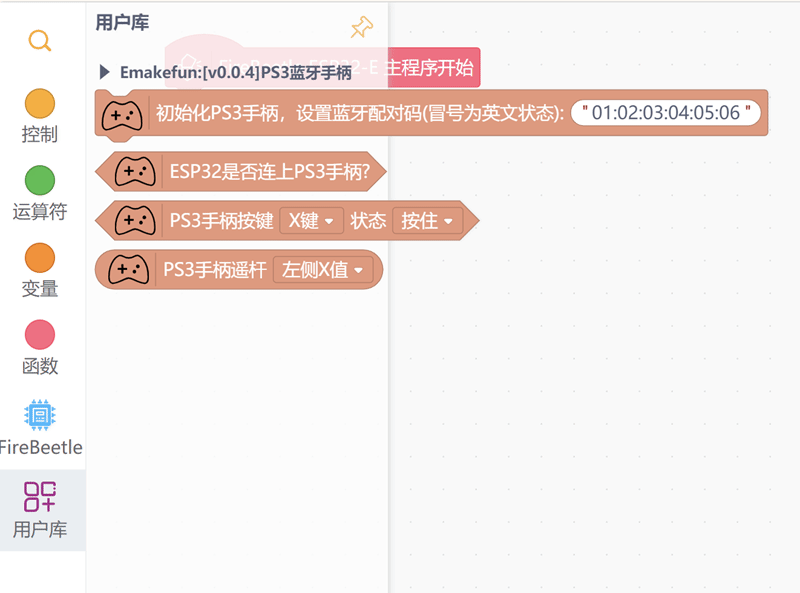 用户库
控制
运算符
变量
函数
FireBeetle
用户库
FireBeetle ESP32-E 主程序开始
Emakefun:[v0.0.4]PS3蓝牙手柄
初始化PS3手柄，设置蓝牙配对码(冒号为英文状态): " 01:02:03:04:05:06 "
ESP32是否连上PS3手柄?
PS3手柄按键 X键 状态 按住
PS3手柄遥杆 左侧X值